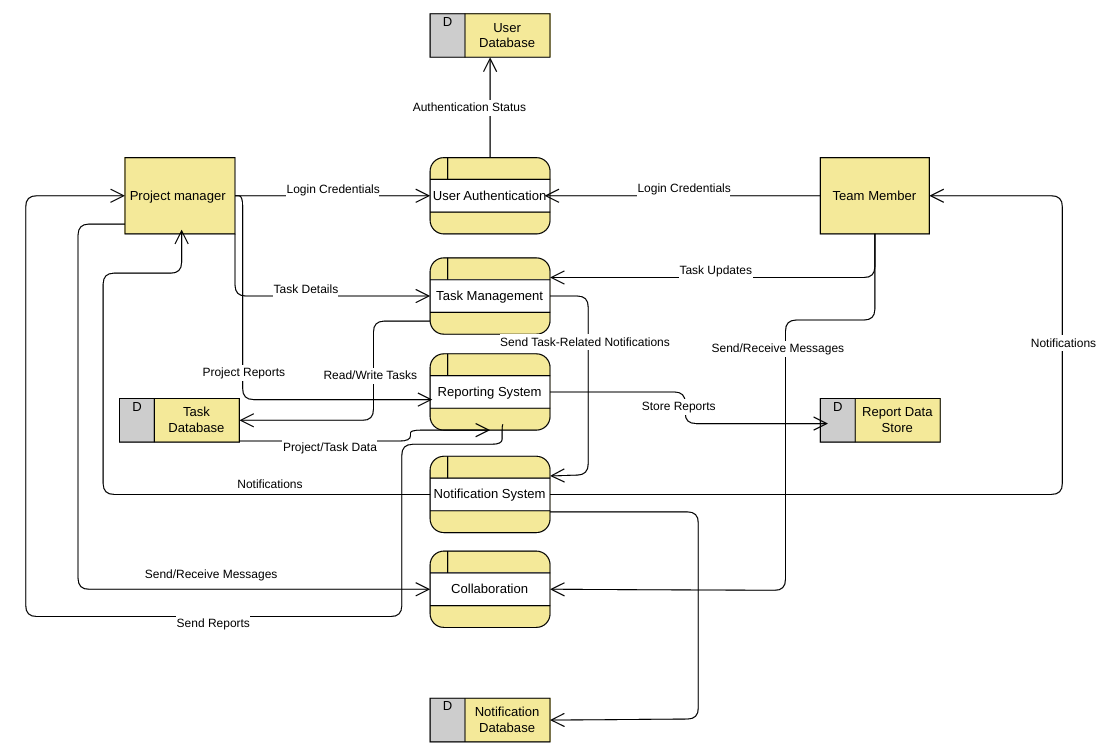 D
User
Database
Authentication Status
Project manager
Login Credentials
User Authentication
Login Credentials
Team Member
Task Updates
Task Details
Task Management
Send Task-Related Notifications
Send/Receive Messages
Notifications
Project Reports
Read/Write Tasks
Reporting System
Store Reports
D
Task
Database
D
Report Data
Store
Project/Task Data
Notifications
Notification System
Send/Receive Messages
Collaboration
Send Reports
D
Notification
Database